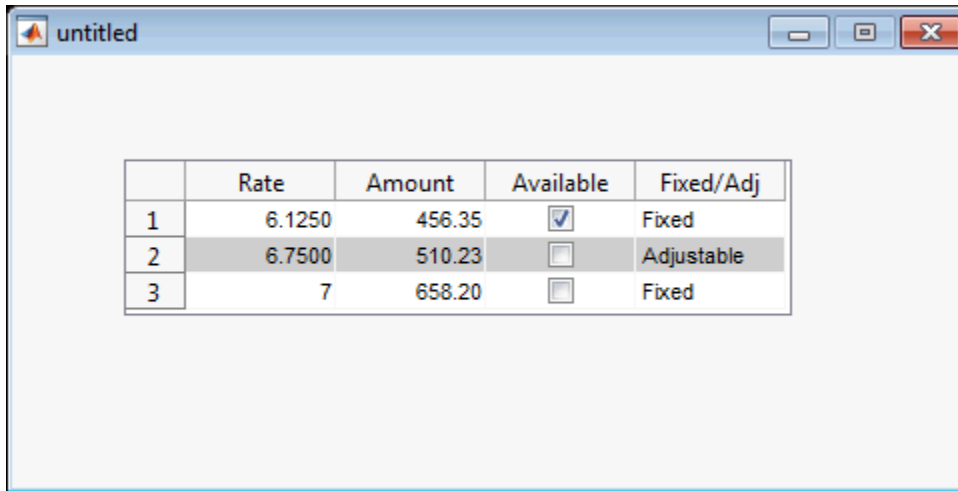 untitled
Rate Amount Available Fixed/Adj
1 6.1250 456.35 Fixed
2 6.7500 510.23 Adjustable
3 7 658.20 Fixed